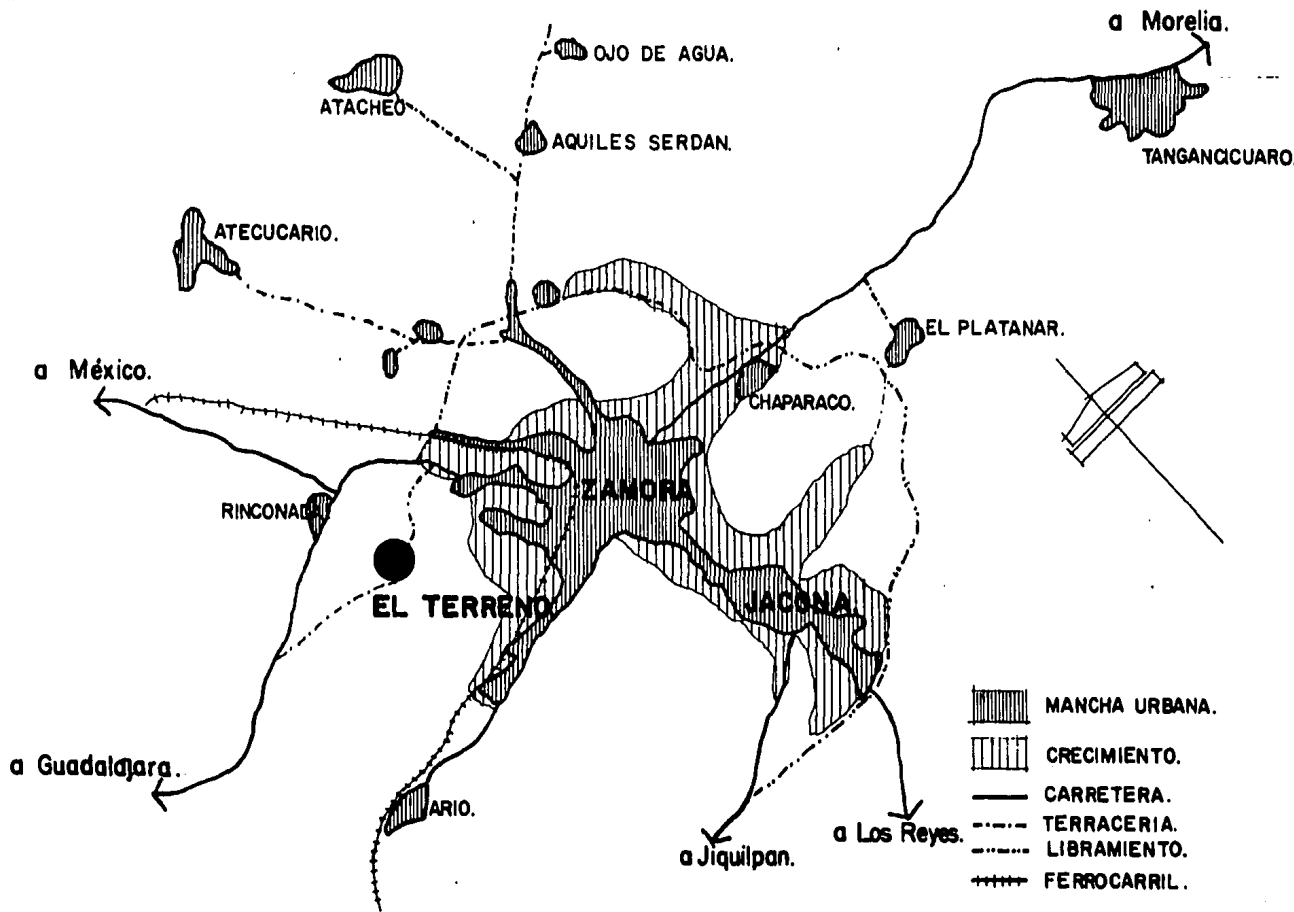 a Morelia.
OJO DE AGUA.
ATACHEO
AQUILES SERDAN.
TANGANCICUARO.
ATECUCARIO.
EL PLATANAR.
a México.
CHAPARACO.
ZAMORA
RINCONADA
EL TERRENO
JACONA.
MANCHA URBANA.
CRECIMIENTO.
a Guadalajara.
CARRETERA.
ARIO.
TERRACERIA.
a Los Reyes.
LIBRAMIENTO.
a Jiquilpan.
FERROCARRIL.